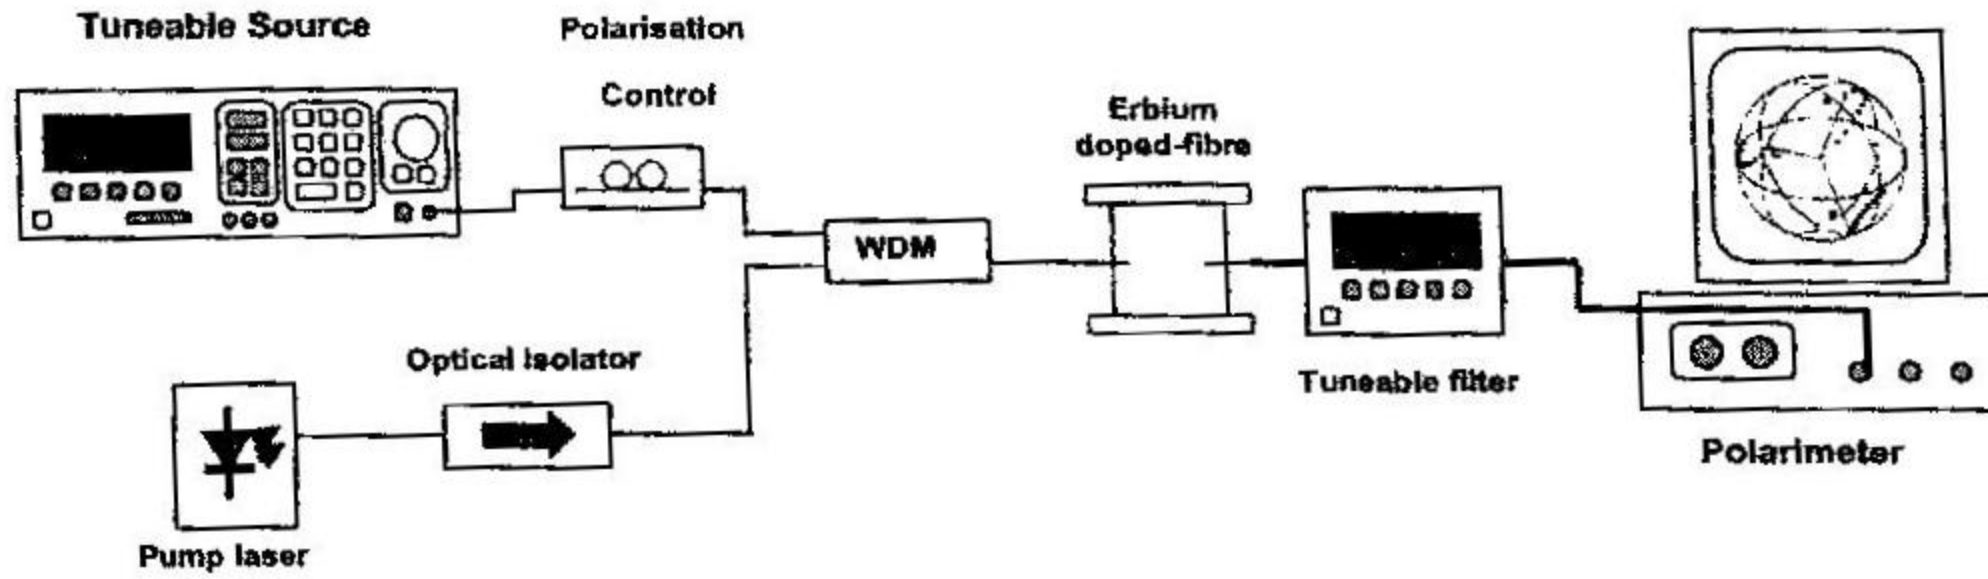 Tuneable Source
Polarisation
Control
Erbium
doped-fibre
WDM
Optical isolator
Tuneable filter
Polarimeter
Pump laser